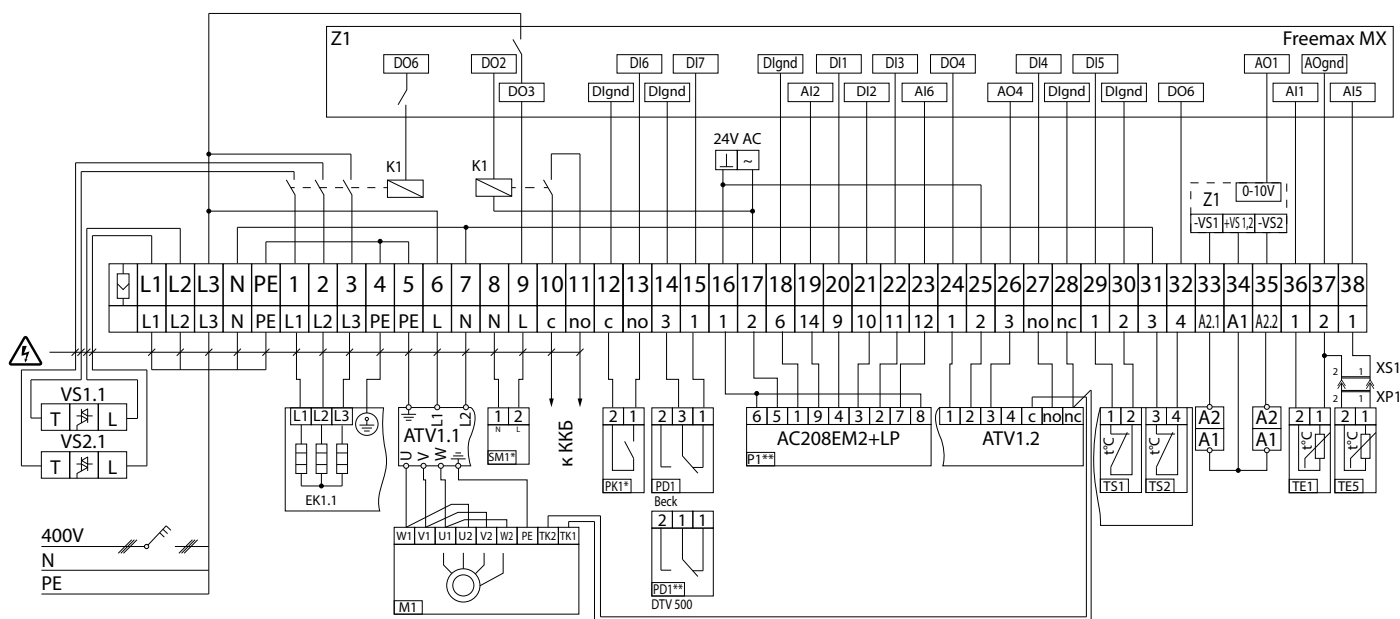 Z1 Freemax MX
DO6 DO2 DI6 DI7 DIgnd DI1 DI3 DO4 DI4 DI5 AO1 AOgnd
DO3 DIgnd DIgnd AI2 DI2 AI6 AO4 DIgnd DIgnd DO6 AI1 AI5
24V AC
⊥ ~
K1 K1
Z1 0-10V
-VS1 +VS1,2 -VS2
L1 L2 L3 N PE 1 2 3 4 5 6 7 8 9 10 11 12 13 14 15 16 17 18 19 20 21 22 23 24 25 26 27 28 29 30 31 32 33 34 35 36 37 38
L1 L2 L3 N PE L1 L2 L3 PE PE L N N L c no c no 3 1 1 2 6 14 9 10 11 12 1 2 3 no nc 1 2 3 4 A2.1 A1 A2.2 1 2 1
2 1 XS1
2 1 XP1
VS1.1
T L
VS2.1
T L
L1 L2 L3
EK1.1
L1 L2
ATV1.1
U V W
1 2
N L
SM1*
к ККБ
2 1
PK1*
2 3 1
PD1
Beck
2 1 1
PD1**
DTV 500
6 5 1 9 4 3 2 7 8
AC208EM2+LP
P1**
1 2 3 4 c no nc
ATV1.2
1 2
t°C
TS1
3 4
t°C
TS2
A2
A1
A2
A1
2 1
t°C
TE1
2 1
t°C
TE5
400V
N
PE
W1 V1 U1 U2 V2 W2 PE TK2 TK1
M1